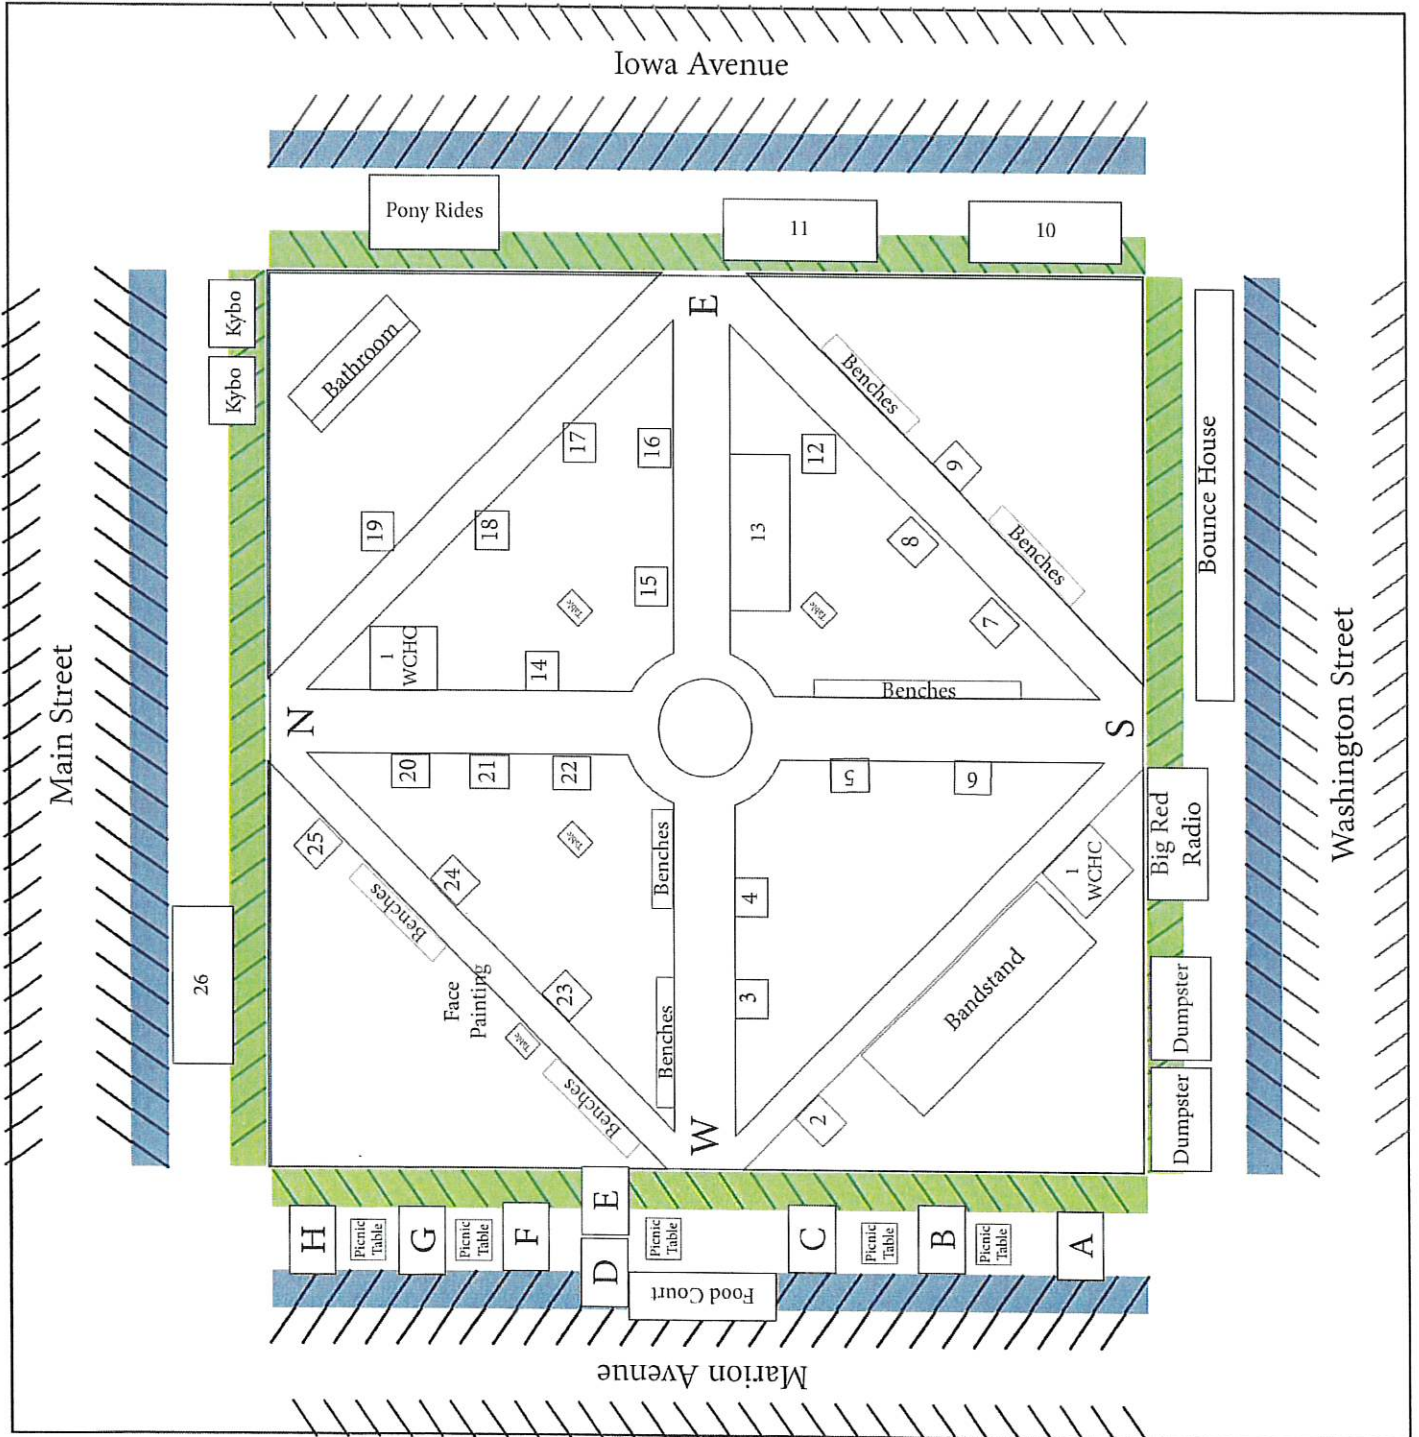 Iowa Avenue
Pony Rides
11
10
Kybo
Kybo
Bathroom
E
Benches
17
16
12
9
19
18
13
8
Benches
Bounce House
15
Table
Table
7
1
WCHC
14
Benches
Main Street
N
S
Washington Street
20
21
22
5
6
25
Table
Benches
Big Red
Radio
24
Benches
4
1
WCHC
26
Face
Painting
23
3
Bandstand
Dumpster
Table
Benches
Benches
2
Dumpster
W
H
Picnic
Table
G
Picnic
Table
F
E
D
Picnic
Table
C
Picnic
Table
B
Picnic
Table
A
Food Court
Marion Avenue